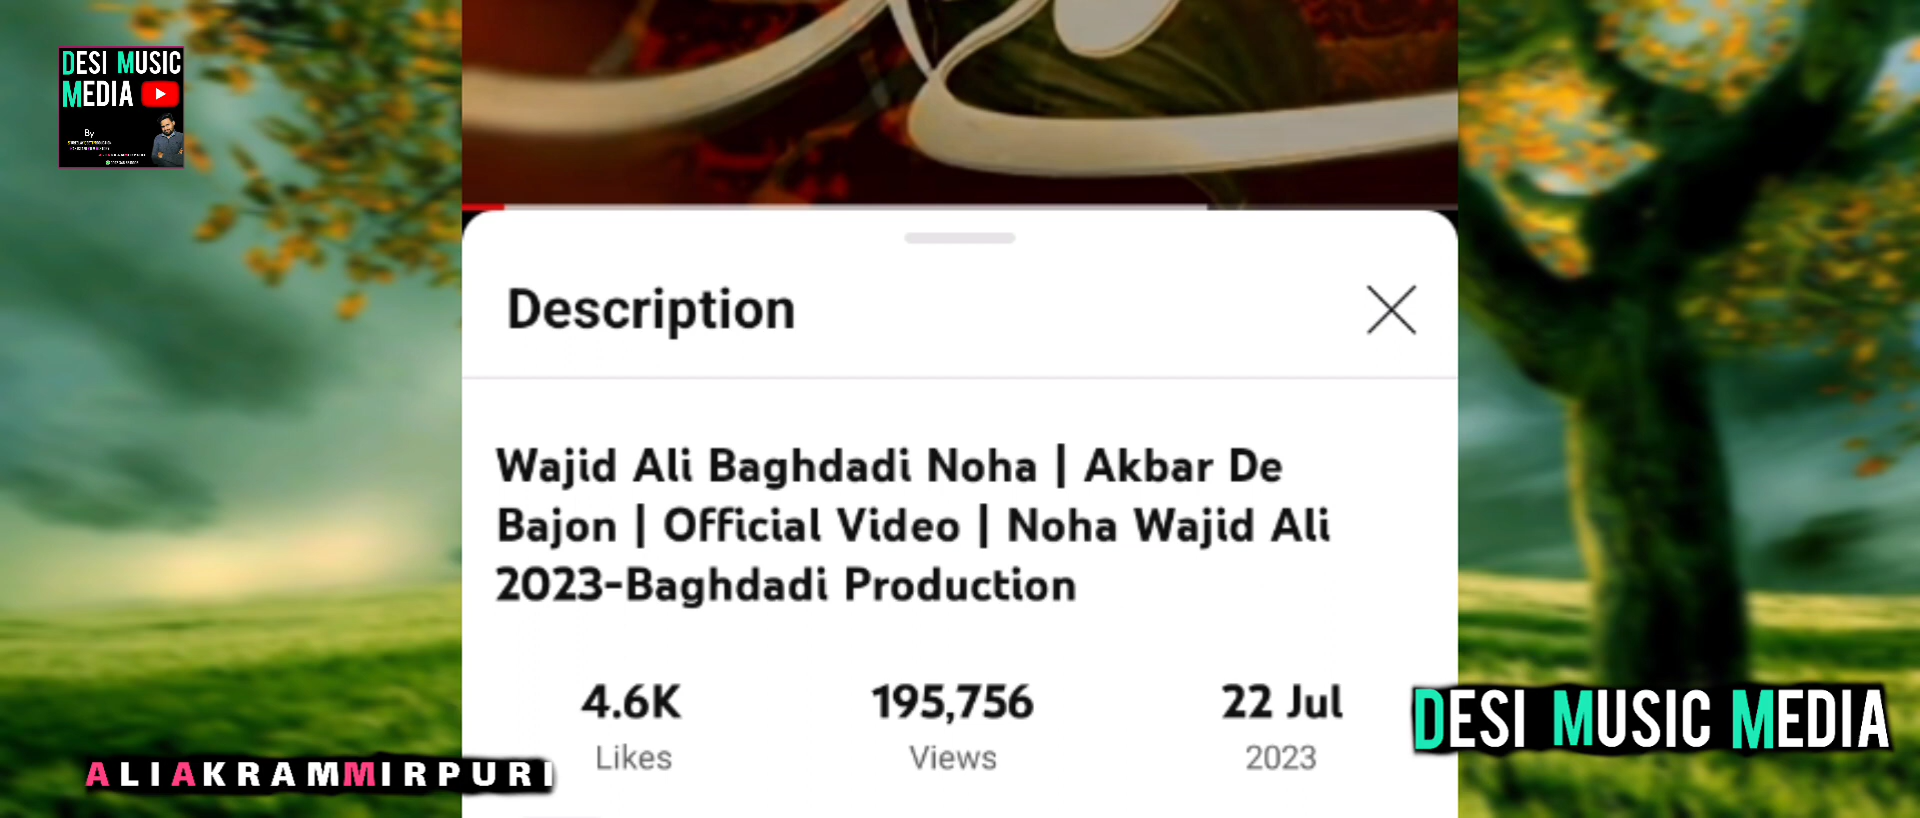 DESI MUSIC
MEDIA
By
Description
Wajid Ali Baghdadi Noha | Akbar De
Bajon | Official Video | Noha Wajid Ali
2023-Baghdadi Production
4.6K 195,756 22 Jul
Likes Views 2023
DESI MUSIC MEDIA
ALIAKRAMMIRPURI